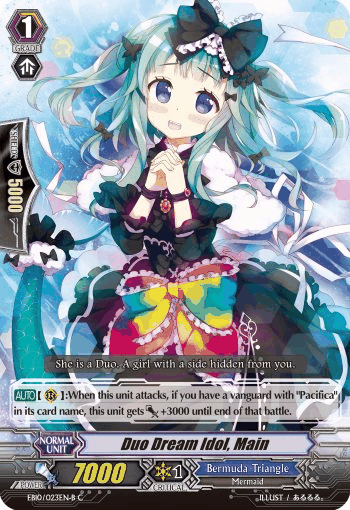 1
GRADE
SHIELD
5000
She is a Duo. A girl with a side hidden from you.
AUTO [ ]:When this unit attacks, if you have a vanguard with "Pacifica"
in its card name, this unit gets +3000 until end of that battle.
NORMAL
UNIT
Duo Dream Idol, Main
POWER
7000
1
CRITICAL
Bermuda Triangle
Mermaid
EB10/023EN-B C
ILLUST / あるるる。